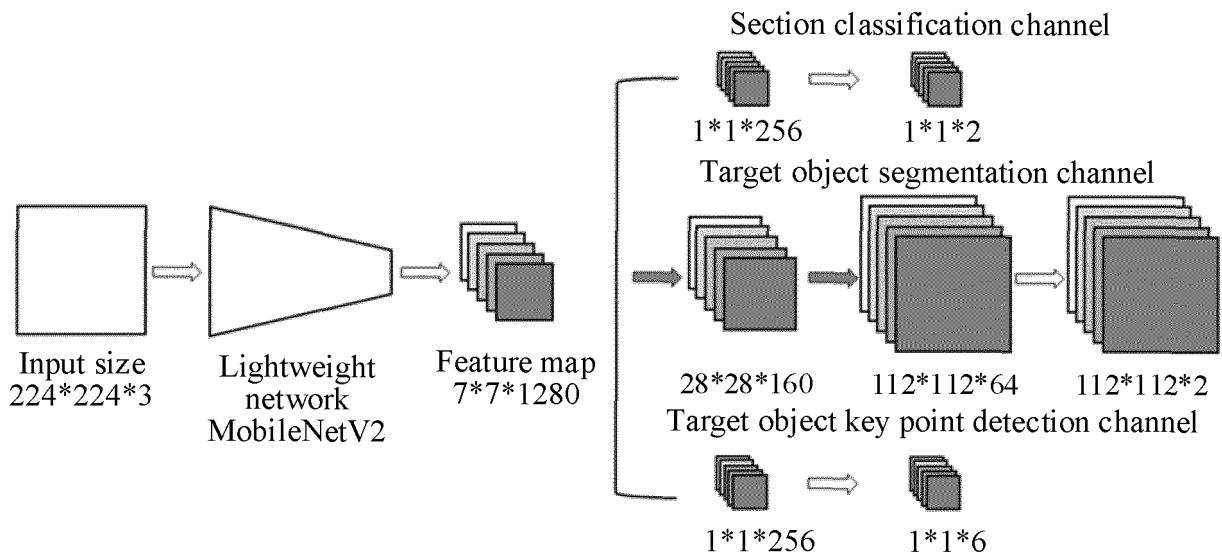 Section classification channel
1*1*256
1*1*2
Target object segmentation channel
Input size
224*224*3
Lightweight
network
MobileNetV2
Feature map
7*7*1280
28*28*160
112*112*64
112*112*2
Target object key point detection channel
1*1*256
1*1*6